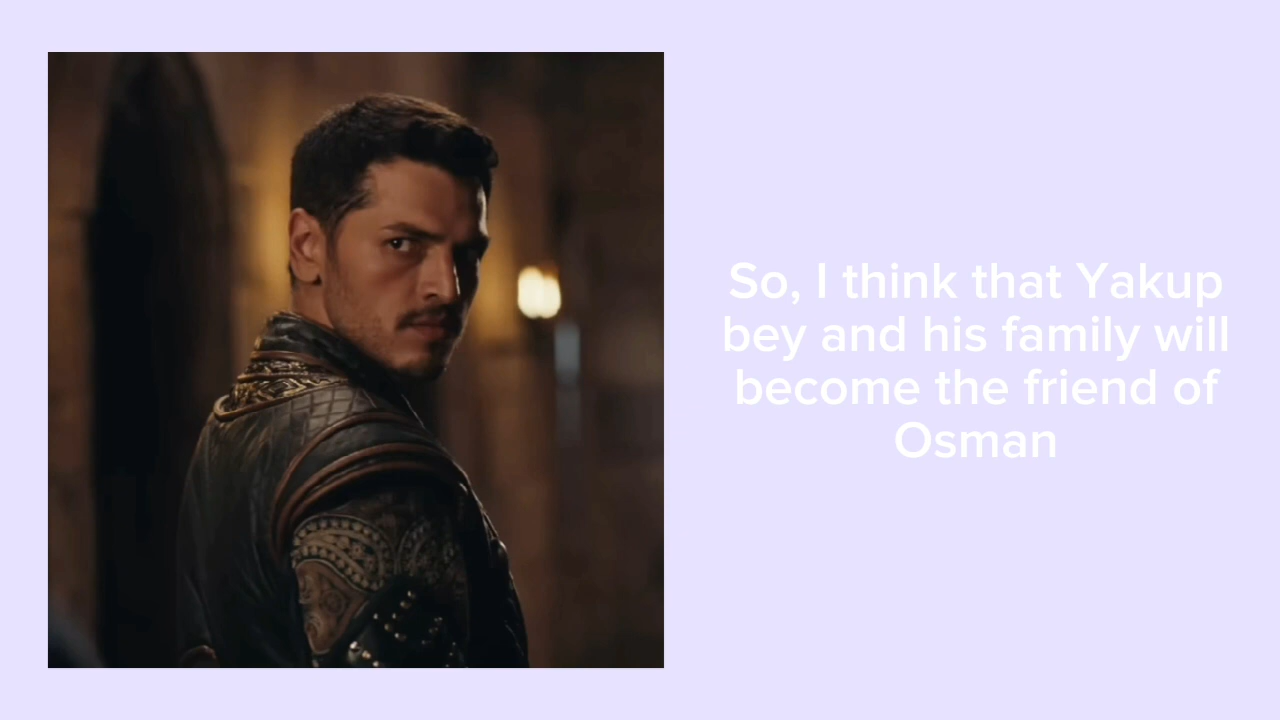 So, I think that Yakup
bey and his family will
become the friend of
Osman